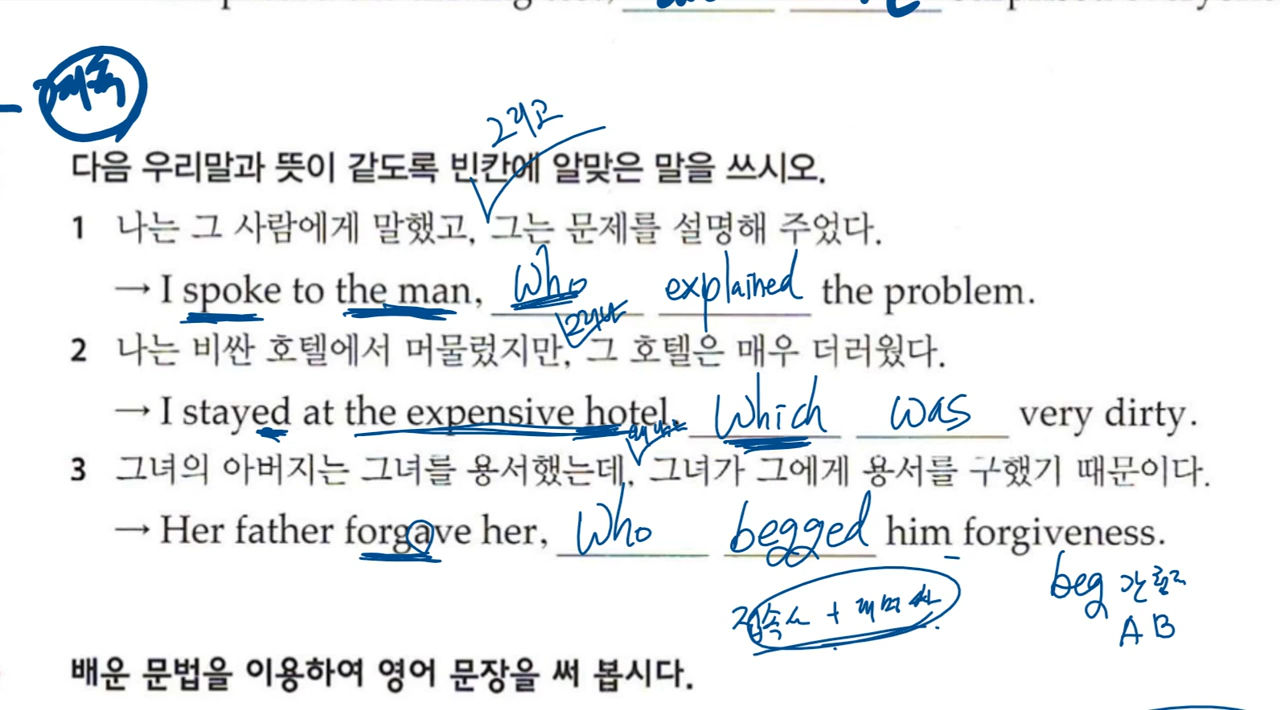 계속
그리고
다음 우리말과 뜻이 같도록 빈칸에 알맞은 말을 쓰시오.
1 나는 그 사람에게 말했고, 그는 문제를 설명해 주었다.
→ I spoke to the man, who explained the problem.
그러나
2 나는 비싼 호텔에서 머물렀지만, 그 호텔은 매우 더러웠다.
→ I stayed at the expensive hotel, which was very dirty.
3 그녀의 아버지는 그녀를 용서했는데, 그녀가 그에게 용서를 구했기 때문이다.
→ Her father forgave her, who begged him forgiveness.
beg
접속사 + 대명사
A B
배운 문법을 이용하여 영어 문장을 써 봅시다.